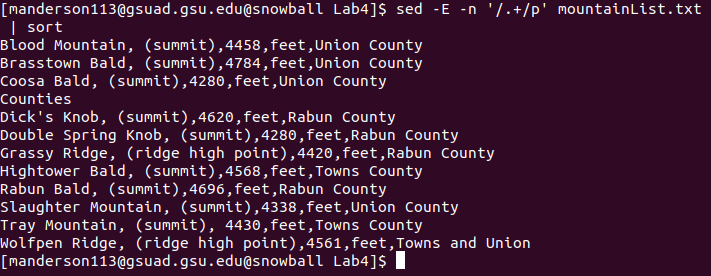 [manderson113@gsuad.gsu.edu@snowball Lab4]$ sed -E -n '/.+/p' mountainList.txt
 | sort
Blood Mountain, (summit),4458,feet,Union County
Brasstown Bald, (summit),4784,feet,Union County
Coosa Bald, (summit),4280,feet,Union County
Counties
Dick's Knob, (summit),4620,feet,Rabun County
Double Spring Knob, (summit),4280,feet,Rabun County
Grassy Ridge, (ridge high point),4420,feet,Rabun County
Hightower Bald, (summit),4568,feet,Towns County
Rabun Bald, (summit),4696,feet,Rabun County
Slaughter Mountain, (summit),4338,feet,Union County
Tray Mountain, (summit), 4430,feet,Towns County
Wolfpen Ridge, (ridge high point),4561,feet,Towns and Union
[manderson113@gsuad.gsu.edu@snowball Lab4]$